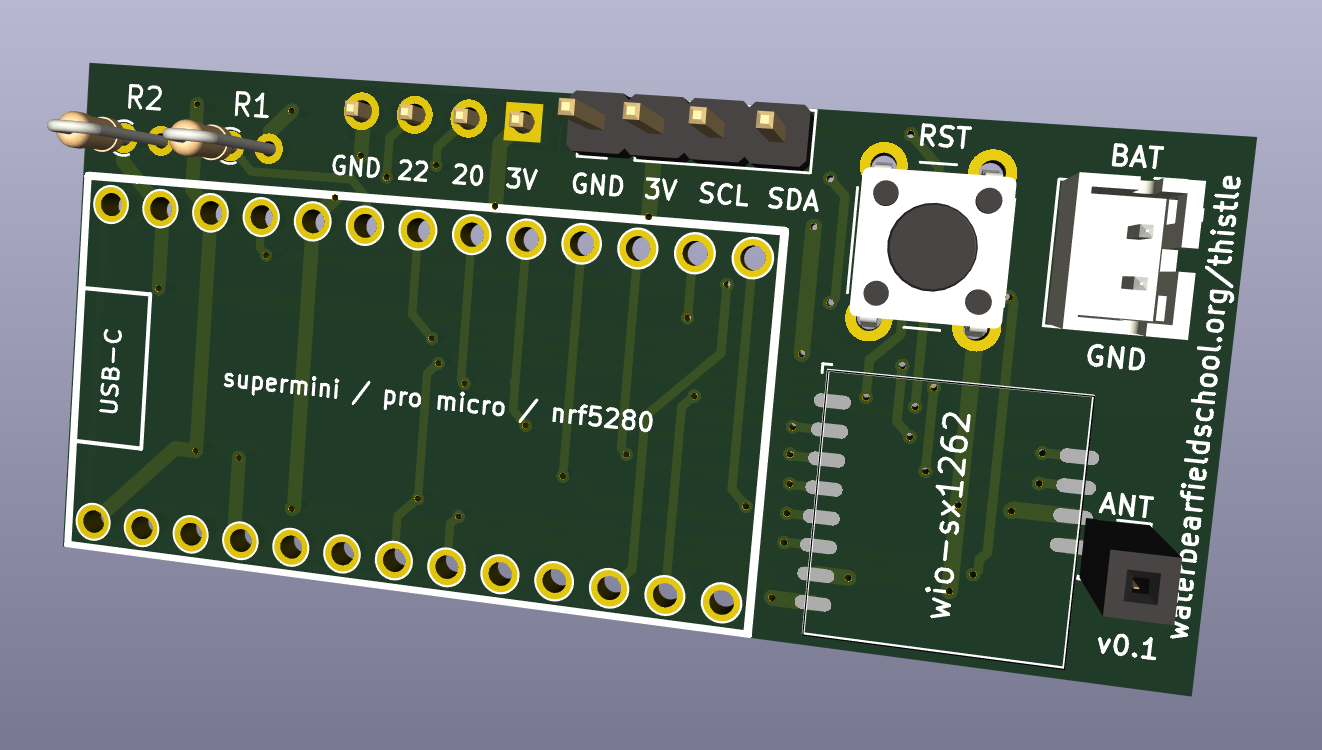 R2
R1
GND 22 20 3V
GND 3V SCL SDA
RST
BAT
GND
USB-C
supermini / pro micro / nrf5280
wio-sx1262
ANT
v0.1
waterbearfieldschool.org/thistle